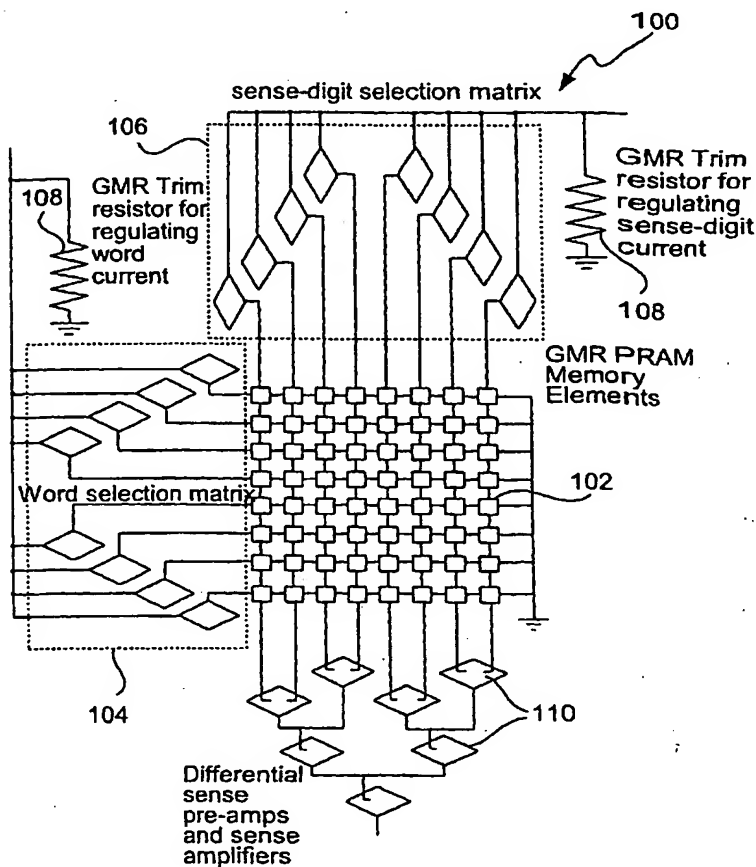 100
sense-digit selection matrix
106
GMR Trim
resistor for
regulating
word
current
108
GMR Trim
resistor for
regulating
sense-digit
current
108
GMR PRAM
Memory
Elements
Word selection matrix
102
104
110
Differential
sense
pre-amps
and sense
amplifiers